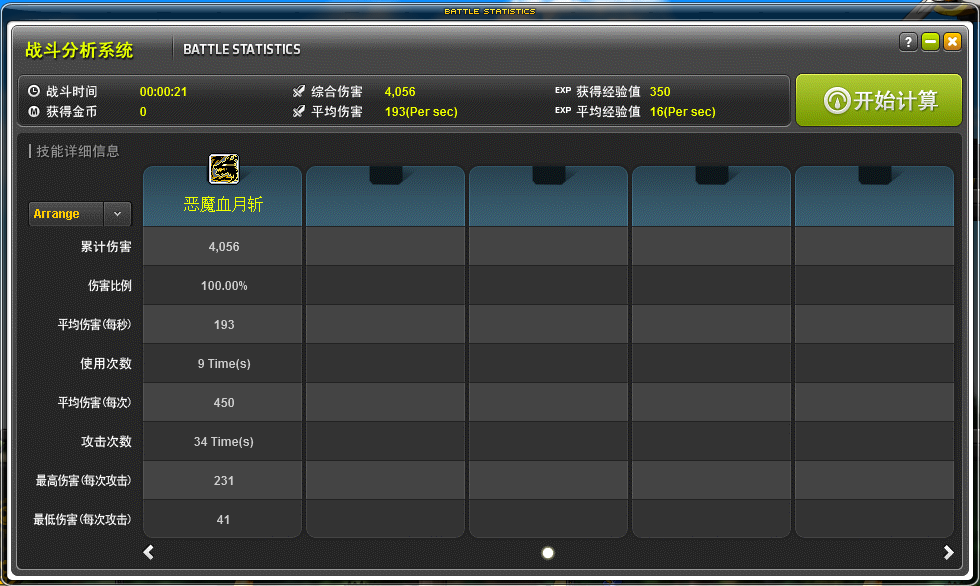 BATTLE STATISTICS
战斗分析系统 BATTLE STATISTICS ?
战斗时间 00:00:21 综合伤害 4,056 EXP 获得经验值 350
获得金币 0 平均伤害 193(Per sec) EXP 平均经验值 16(Per sec)
开始计算
技能详细信息
恶魔血月斩
Arrange
累计伤害 4,056
伤害比例 100.00%
平均伤害(每秒) 193
使用次数 9 Time(s)
平均伤害(每次) 450
攻击次数 34 Time(s)
最高伤害(每次攻击) 231
最低伤害(每次攻击) 41